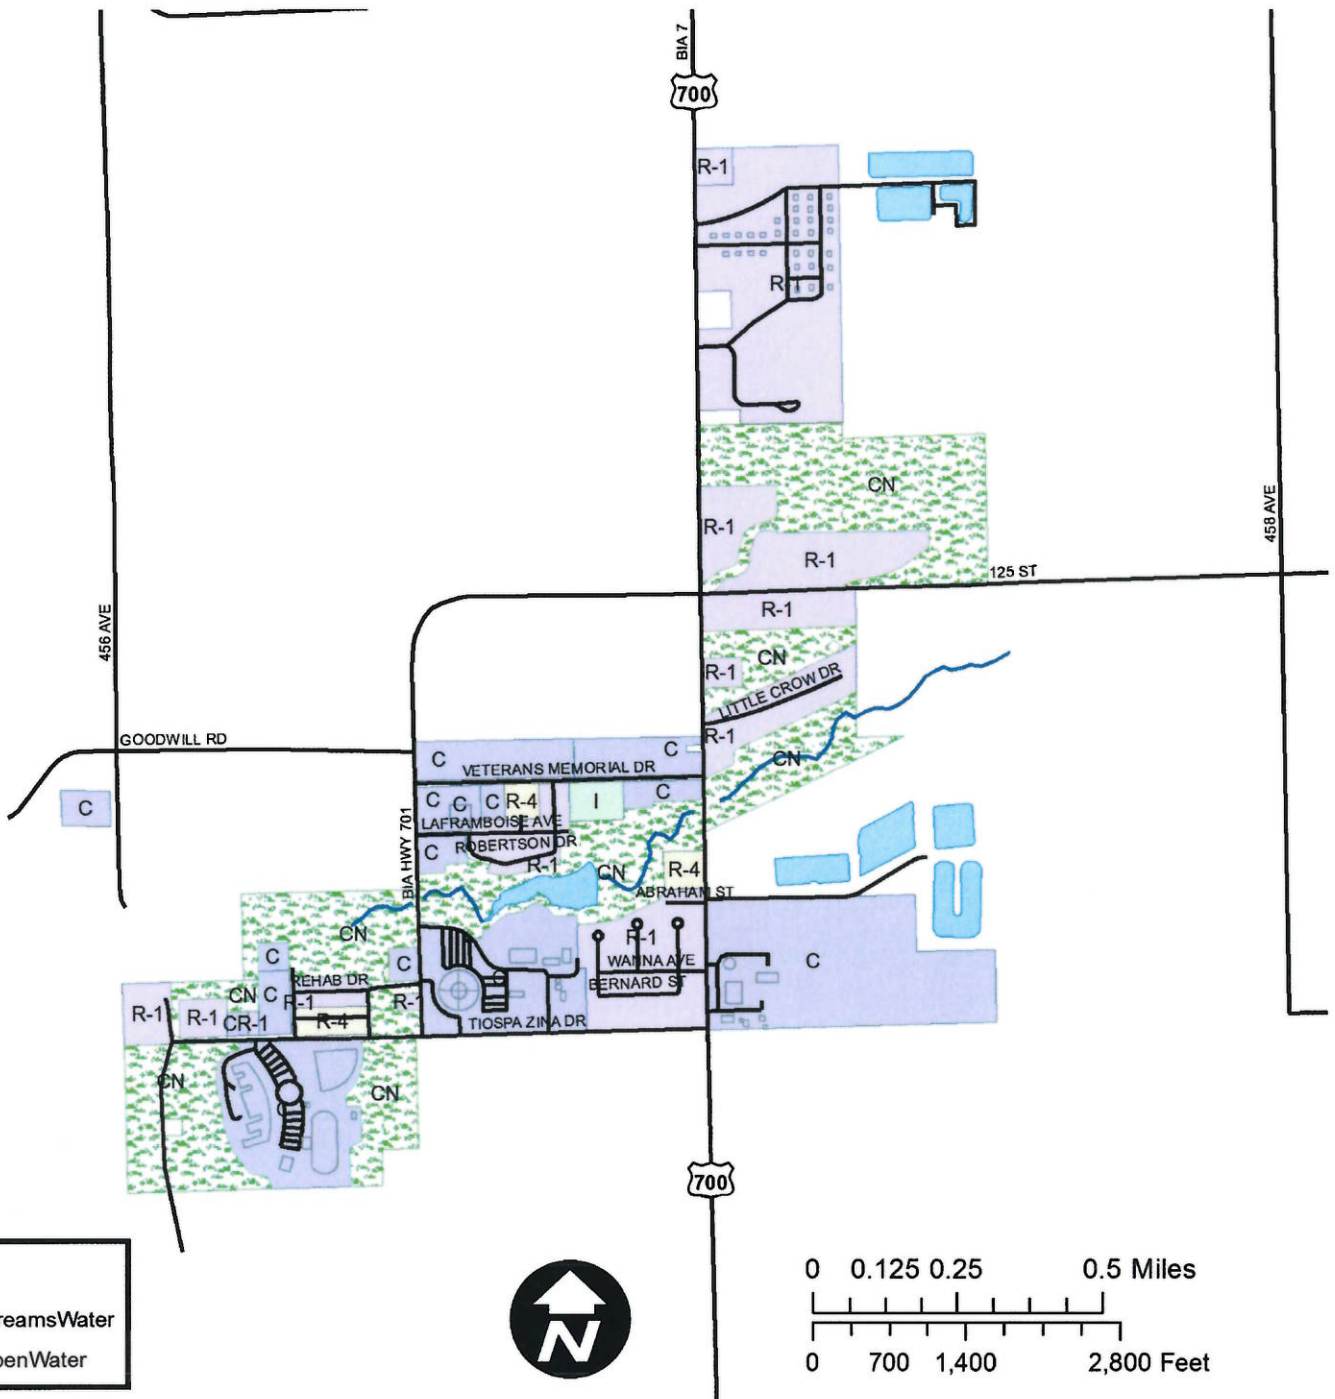 BIA 7
700
R-1
R-1
CN
R-1
R-1
458 AVE
125 ST
R-1
456 AVE
CN
R-1
LITTLE CROW DR
R-1
GOODWILL RD
CN
C
C
VETERANS MEMORIAL DR
C
C
C
C
R-4
I
C
BIA HWY 701
LAFRAMBOISE AVE
C
ROBERTSON DR
R-1
CN
R-4
ABRAHAM ST
CN
R-1
C
C
WANNA AVE
C
REHAB DR
BERNARD ST
CN
C
R-1
R-1
R-1
R-1
CR-1
R-4
TIOSPA ZINA DR
CN
CN
700
N
0 0.125 0.25 0.5 Miles
0 700 1,400 2,800 Feet
reamsWater
penWater